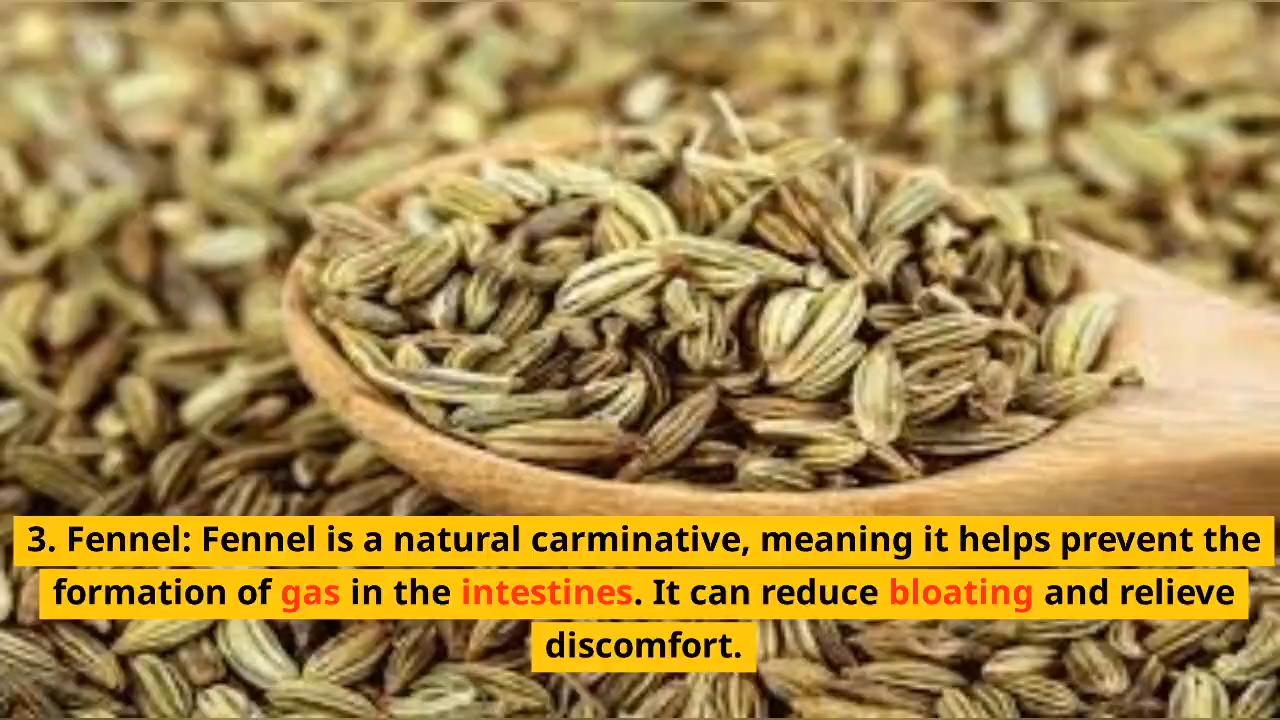 3. Fennel: Fennel is a natural carminative, meaning it helps prevent the
formation of gas in the intestines. It can reduce bloating and relieve
discomfort.